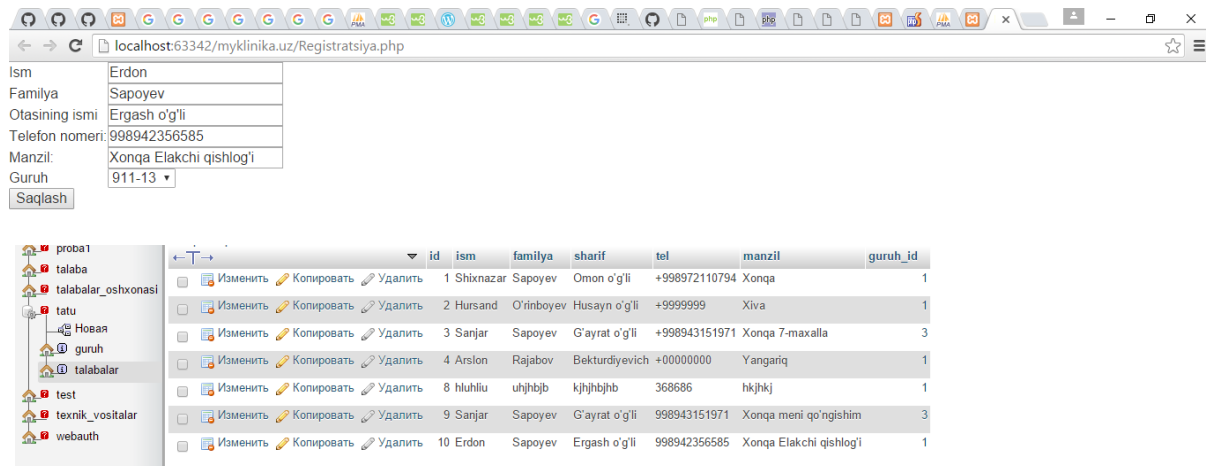 localhost:63342/myklinika.uz/Registratsiya.php
Ism Erdon
Familya Sapoyev
Otasining ismi Ergash o'g'li
Telefon nomeri: 998942356585
Manzil: Xonqa Elakchi qishlog'i
Guruh 911-13
Saqlash
proba1
talaba
talabalar_oshxonasi
tatu
Новая
guruh
talabalar
test
texnik_vositalar
webauth
id ism familya sharif tel manzil guruh_id
Изменить Копировать Удалить 1 Shixnazar Sapoyev Omon o'g'li +998972110794 Xonqa 1
Изменить Копировать Удалить 2 Hursand O'rinboyev Husayn o'g'li +9999999 Xiva 1
Изменить Копировать Удалить 3 Sanjar Sapoyev G'ayrat o'g'li +998943151971 Xonqa 7-maxalla 3
Изменить Копировать Удалить 4 Arslon Rajabov Bekturdiyevich +00000000 Yangariq 1
Изменить Копировать Удалить 8 hluhliu uhjhbjb kjhjhbjhb 368686 hkjhkj 1
Изменить Копировать Удалить 9 Sanjar Sapoyev G'ayrat o'g'li 998943151971 Xonqa meni qo'ngishim 3
Изменить Копировать Удалить 10 Erdon Sapoyev Ergash o'g'li 998942356585 Xonqa Elakchi qishlog'i 1